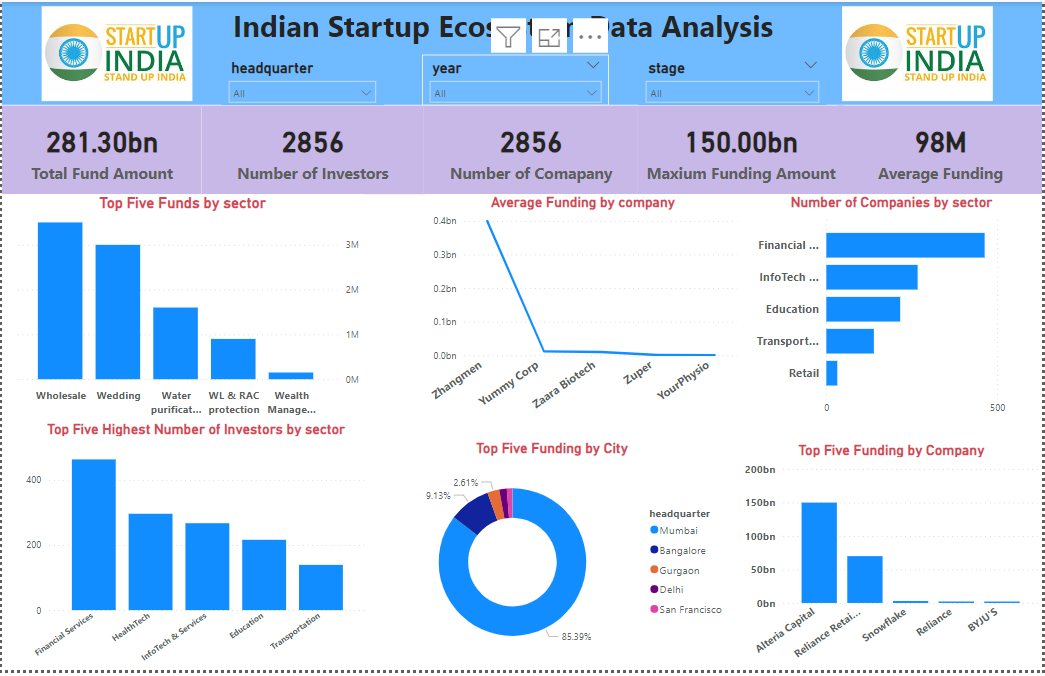 STARTUP
INDIA
STAND UP INDIA
Indian Startup Ecos
Data Analysis
STARTUP
INDIA
STAND UP INDIA
headquarter
All
year
All
stage
All
281.30bn
Total Fund Amount
2856
Number of Investors
2856
Number of Comapany
150.00bn
Maxium Funding Amount
98M
Average Funding
Top Five Funds by sector
3M
2M
1M
0M
Wholesale
Wedding
Water
purificat...
WL & RAC
protection
Wealth
Manage...
Average Funding by company
0.4bn
0.3bn
0.2bn
0.1bn
0.0bn
Zhangmen
Yummy Corp
Zaara Biotech
Zuper
YourPhysio
Number of Companies by sector
Financial ...
InfoTech ...
Education
Transport...
Retail
0
500
Top Five Highest Number of Investors by sector
400
200
0
Financial Services
HealthTech
InfoTech & Services
Education
Transportation
Top Five Funding by City
2.61%
9.13%
85.39%
headquarter
Mumbai
Bangalore
Gurgaon
Delhi
San Francisco
Top Five Funding by Company
200bn
150bn
100bn
50bn
0bn
Alteria Capital
Reliance Retai...
Snowflake
Reliance
BYJU'S